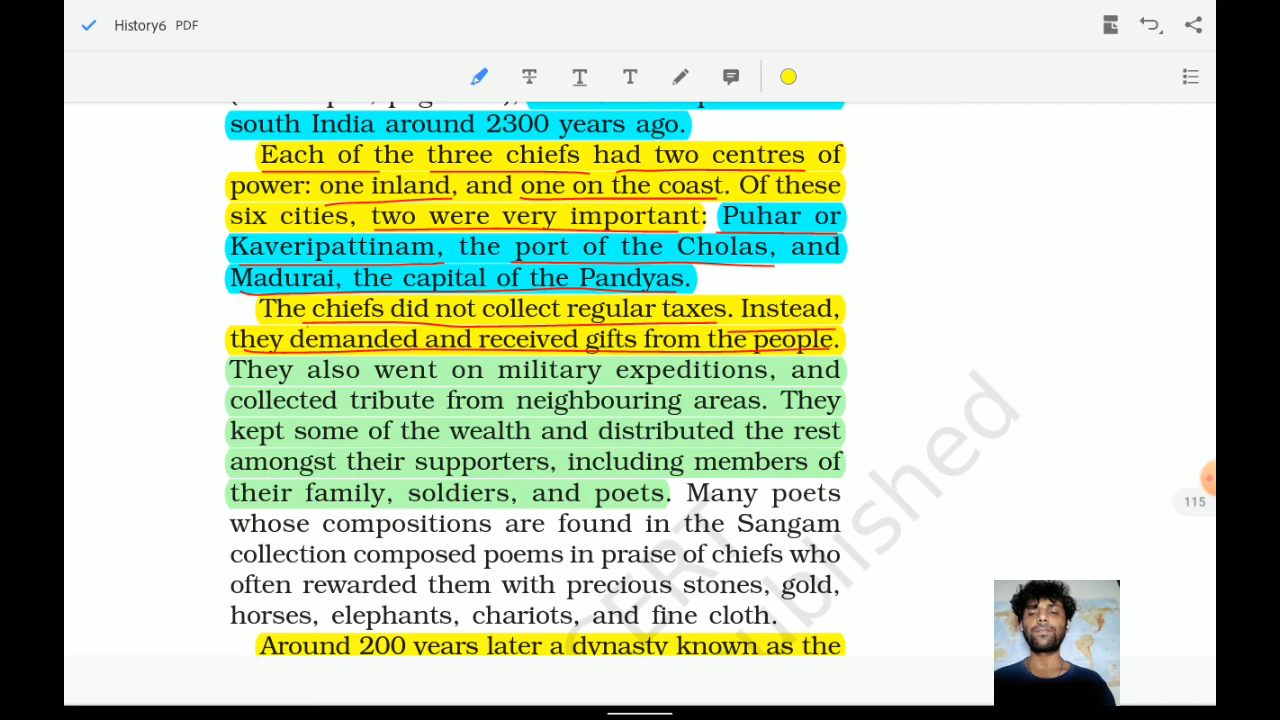 History6 PDF
south India around 2300 years ago.
Each of the three chiefs had two centres of
power: one inland, and one on the coast. Of these
six cities, two were very important: Puhar or
Kaveripattinam, the port of the Cholas, and
Madurai, the capital of the Pandyas.
The chiefs did not collect regular taxes. Instead,
they demanded and received gifts from the people.
They also went on military expeditions, and
collected tribute from neighbouring areas. They
kept some of the wealth and distributed the rest
amongst their supporters, including members of
their family, soldiers, and poets. Many poets
whose compositions are found in the Sangam
collection composed poems in praise of chiefs who
often rewarded them with precious stones, gold,
horses, elephants, chariots, and fine cloth.
Around 200 years later a dynasty known as the
115